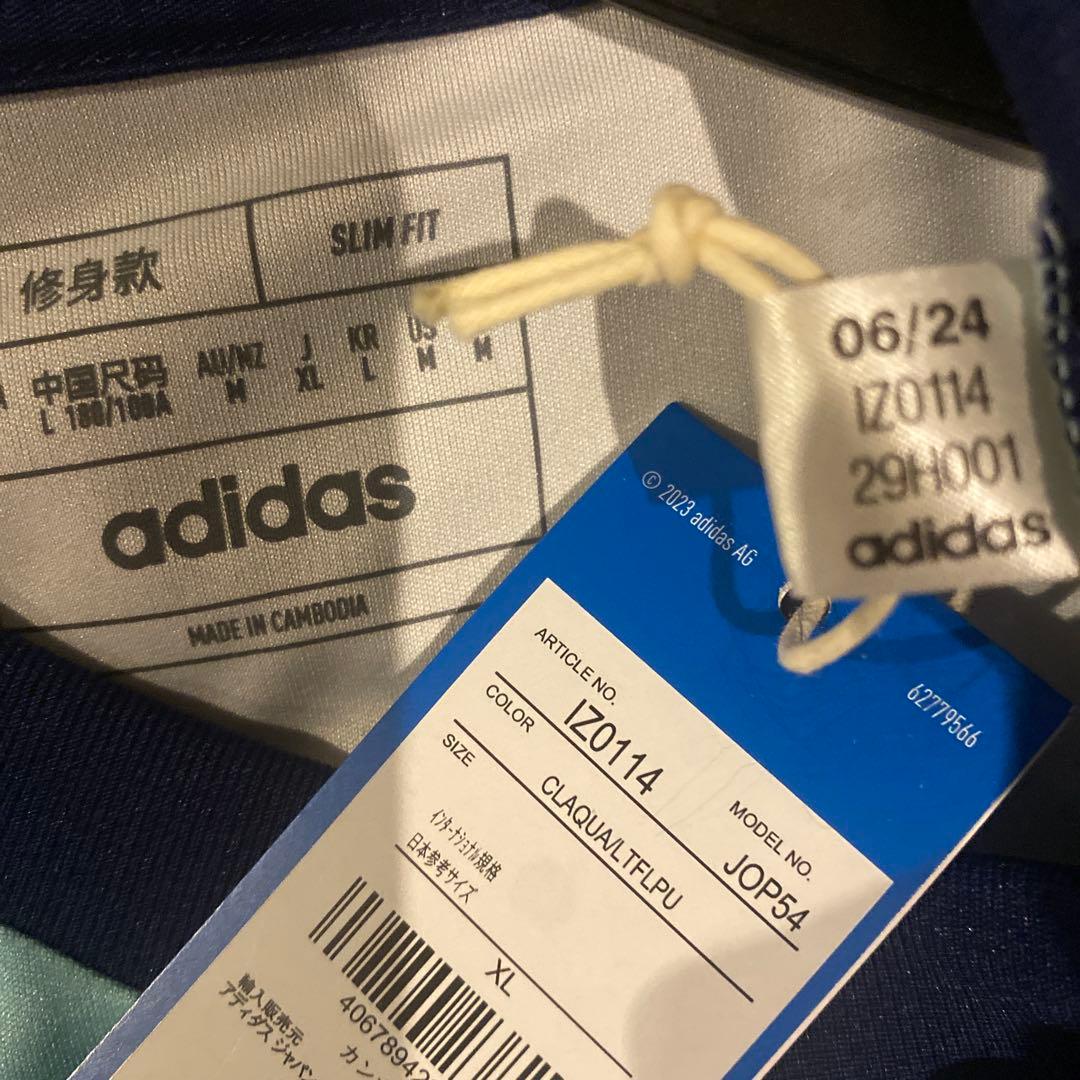 修身款 SLIM FIT
中国尺码 AU/NZ J KR US
L 180/100A M XL L M M
adidas
MADE IN CAMBODIA
06/24
IZ0114
29H001
adidas
© 2023 adidas AG
62779566
ARTICLE NO. IZ0114
MODEL NO. JOP54
COLOR CLAQUA/LTFLPU
SIZE
インターナショナル規格
日本参考サイズ XL
40678942
輸入販売元
アディダス ジャパン
カン